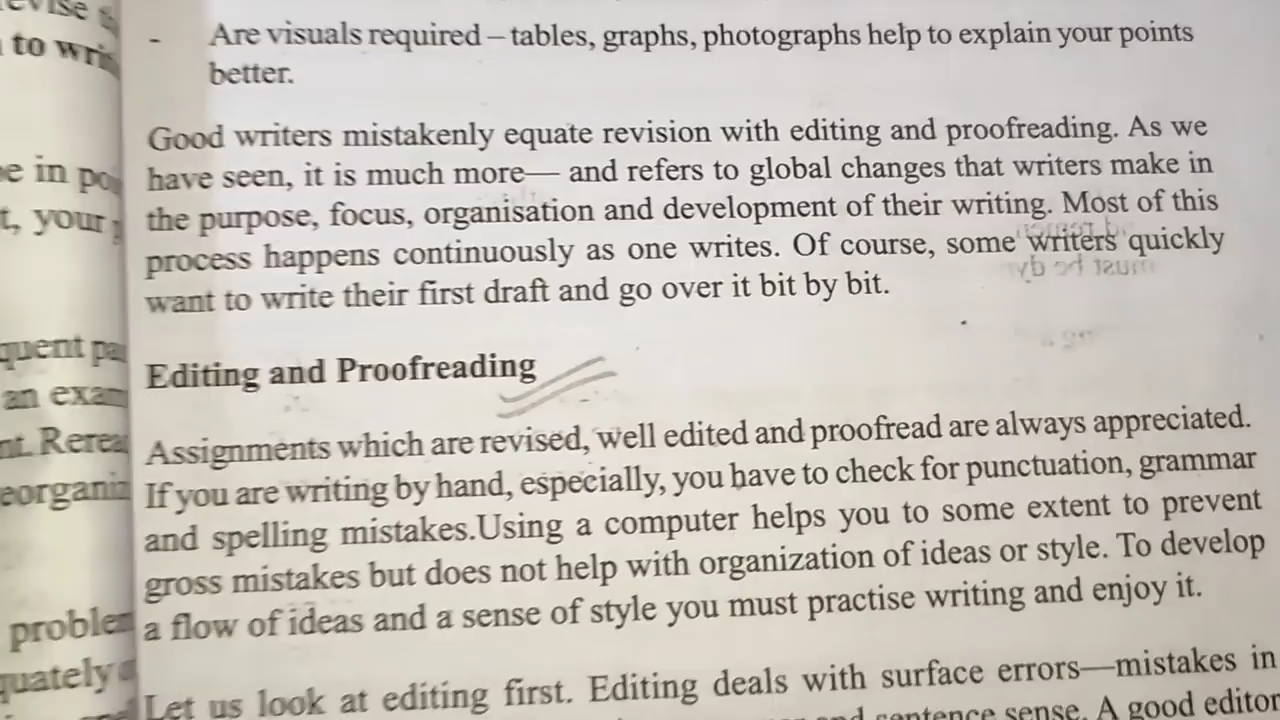 - Are visuals required – tables, graphs, photographs help to explain your points
better.
Good writers mistakenly equate revision with editing and proofreading. As we
have seen, it is much more— and refers to global changes that writers make in
the purpose, focus, organisation and development of their writing. Most of this
process happens continuously as one writes. Of course, some writers quickly
want to write their first draft and go over it bit by bit.
Editing and Proofreading
Assignments which are revised, well edited and proofread are always appreciated.
If you are writing by hand, especially, you have to check for punctuation, grammar
and spelling mistakes.Using a computer helps you to some extent to prevent
gross mistakes but does not help with organization of ideas or style. To develop
a flow of ideas and a sense of style you must practise writing and enjoy it.
Let us look at editing first. Editing deals with surface errors—mistakes in
and sentence sense. A good editor